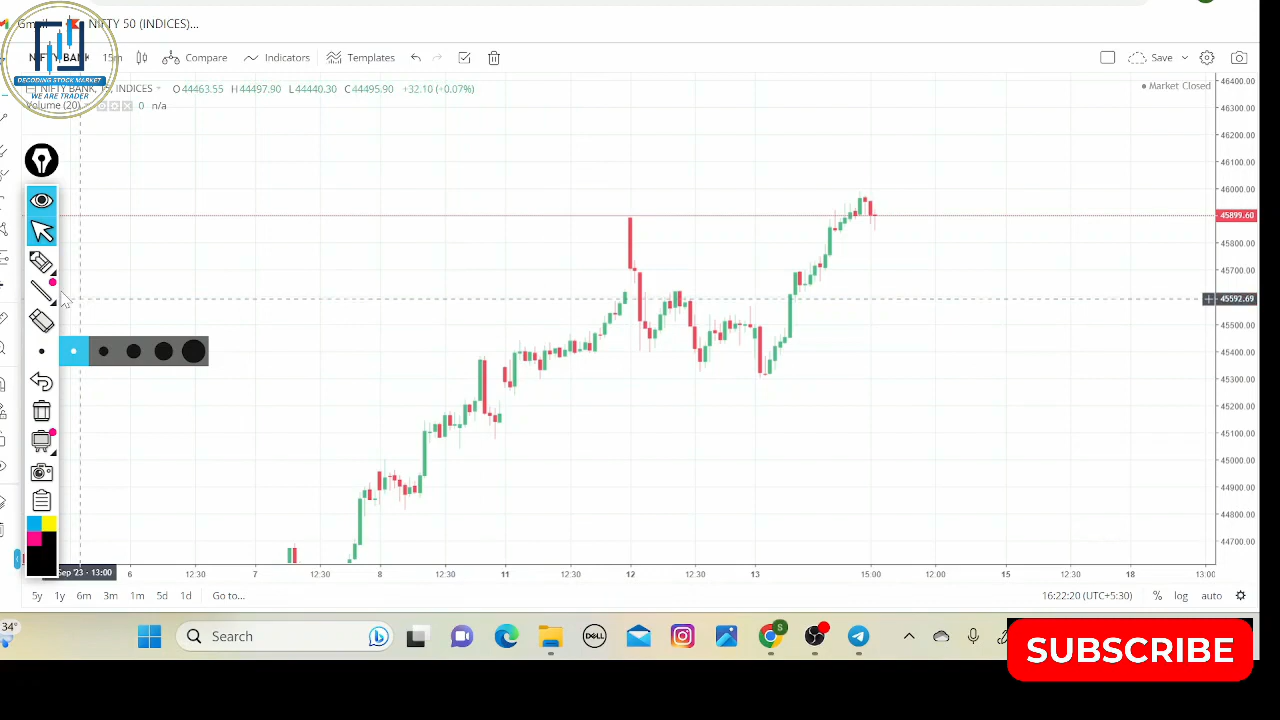 Gmail NIFTY 50 (INDICES)...
NIFTY BANK 15m Compare Indicators Templates Save
NIFTY BANK, 15, INDICES O44463.55 H44497.90 L44440.30 C44495.90 +32.10 (+0.07%) Market Closed
Volume (20) 0 n/a
DECODING STOCK MARKET
WE ARE TRADER
46400.00
46300.00
46200.00
46100.00
46000.00
45899.60
45800.00
45700.00
45592.69
45500.00
45400.00
45300.00
45200.00
45100.00
45000.00
44900.00
44800.00
44700.00
Sep '23 - 13:00 6 12:30 7 12:30 8 12:30 11 12:30 12 12:30 13 15:00 12:00 15 12:30 18 13:00
5y 1y 6m 3m 1m 5d 1d Go to... 16:22:20 (UTC+5:30) % log auto
34°
Search
DELL
S
SUBSCRIBE